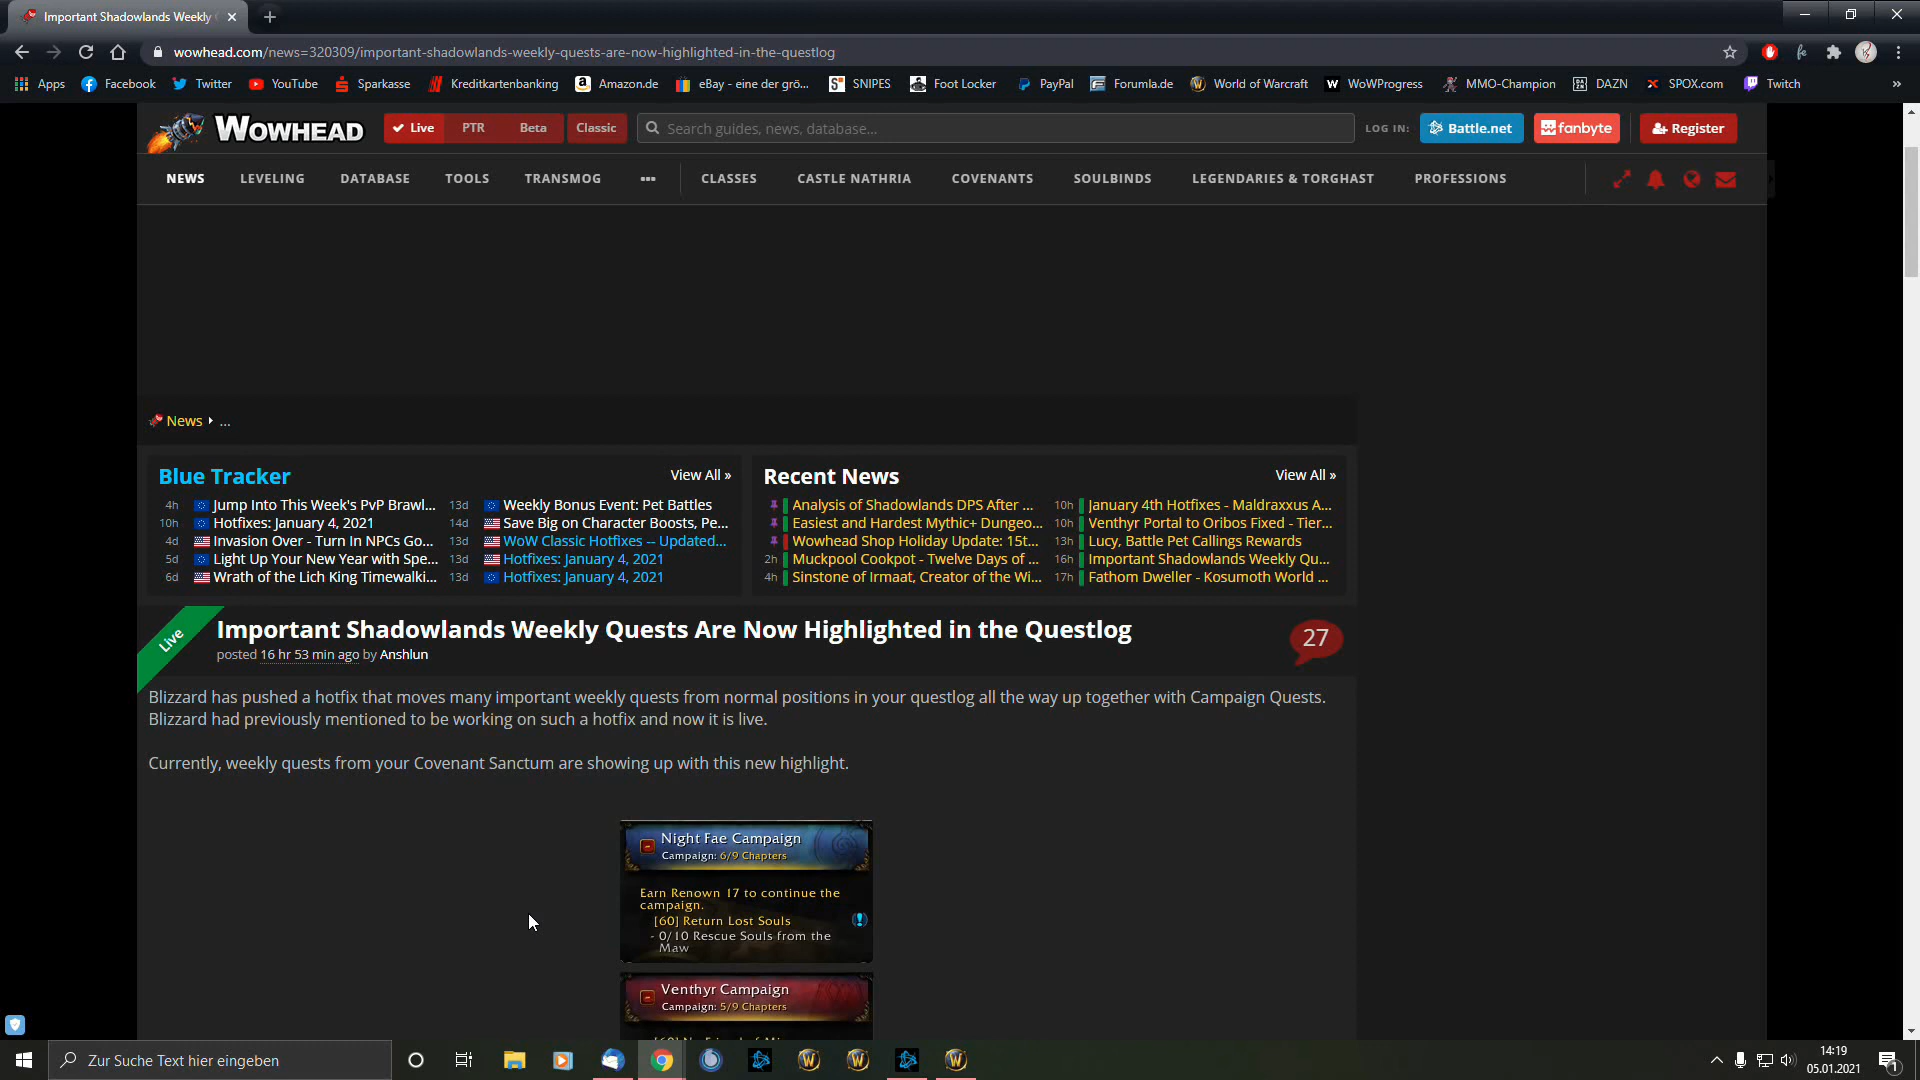 Important Shadowlands Weekly
wowhead.com/news=320309/important-shadowlands-weekly-quests-are-now-highlighted-in-the-questlog
Apps Facebook Twitter YouTube Sparkasse Kreditkartenbanking Amazon.de eBay - eine der grö... SNIPES Foot Locker PayPal Forumla.de World of Warcraft WoWProgress MMO-Champion DAZN SPOX.com Twitch »
WOWHEAD Live PTR Beta Classic Search guides, news, database... LOG IN: Battle.net fanbyte Register
NEWS LEVELING DATABASE TOOLS TRANSMOG ••• CLASSES CASTLE NATHRIA COVENANTS SOULBINDS LEGENDARIES & TORGHAST PROFESSIONS
News ...
Blue Tracker View All »
4h Jump Into This Week's PvP Brawl...
10h Hotfixes: January 4, 2021
4d Invasion Over - Turn In NPCs Go...
5d Light Up Your New Year with Spe...
6d Wrath of the Lich King Timewalki...
13d Weekly Bonus Event: Pet Battles
14d Save Big on Character Boosts, Pe...
13d WoW Classic Hotfixes -- Updated...
13d Hotfixes: January 4, 2021
13d Hotfixes: January 4, 2021
Recent News View All »
Analysis of Shadowlands DPS After ...
Easiest and Hardest Mythic+ Dungeo...
Wowhead Shop Holiday Update: 15t...
2h Muckpool Cookpot - Twelve Days of ...
4h Sinstone of Irmaat, Creator of the Wi...
10h January 4th Hotfixes - Maldraxxus A...
10h Venthyr Portal to Oribos Fixed - Tier...
13h Lucy, Battle Pet Callings Rewards
16h Important Shadowlands Weekly Qu...
17h Fathom Dweller - Kosumoth World ...
Live
Important Shadowlands Weekly Quests Are Now Highlighted in the Questlog
27
posted 16 hr 53 min ago by Anshlun
Blizzard has pushed a hotfix that moves many important weekly quests from normal positions in your questlog all the way up together with Campaign Quests.
Blizzard had previously mentioned to be working on such a hotfix and now it is live.
Currently, weekly quests from your Covenant Sanctum are showing up with this new highlight.
Night Fae Campaign
Campaign: 6/9 Chapters
Earn Renown 17 to continue the
campaign.
[60] Return Lost Souls
- 0/10 Rescue Souls from the
Maw
Venthyr Campaign
Campaign: 5/9 Chapters
Zur Suche Text hier eingeben
14:19
05.01.2021
1